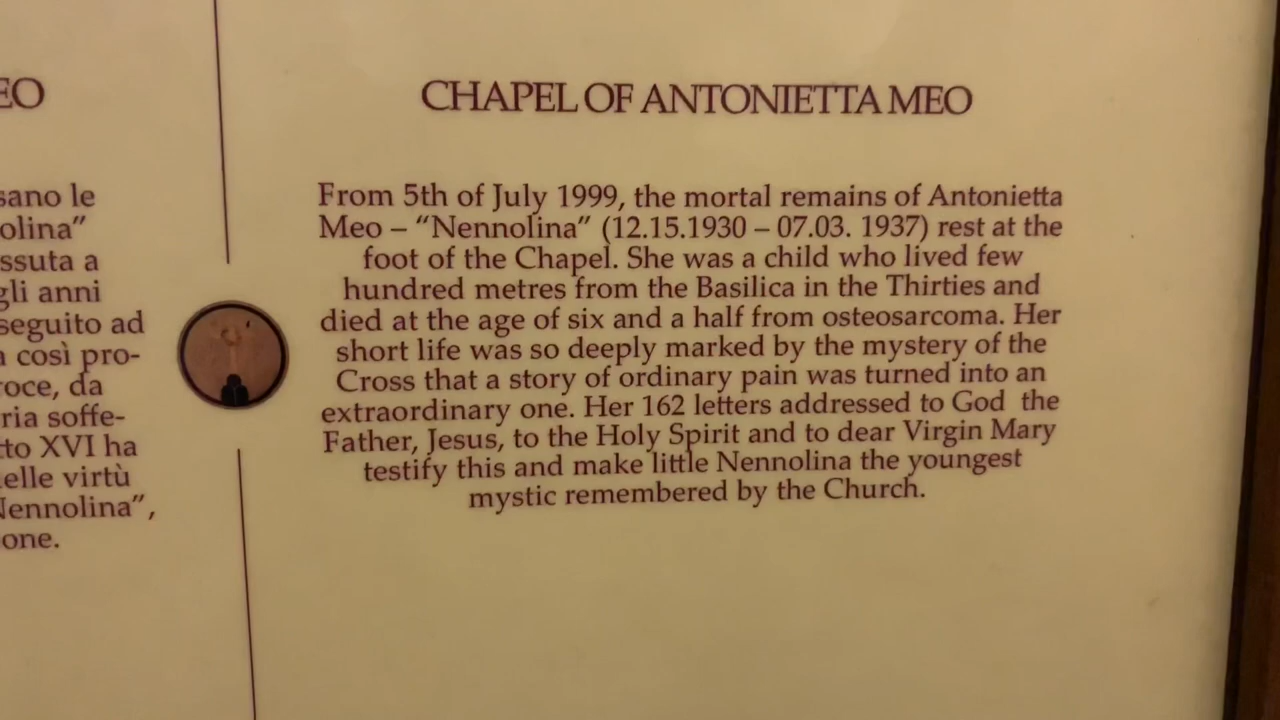 EO
sano le
olina”
ssuta a
gli anni
seguito ad
a così pro-
roce, da
ria soffe-
tto XVI ha
elle virtù
Nennolina”,
one.
CHAPEL OF ANTONIETTA MEO
From 5th of July 1999, the mortal remains of Antonietta
Meo – “Nennolina” (12.15.1930 – 07.03. 1937) rest at the
foot of the Chapel. She was a child who lived few
hundred metres from the Basilica in the Thirties and
died at the age of six and a half from osteosarcoma. Her
short life was so deeply marked by the mystery of the
Cross that a story of ordinary pain was turned into an
extraordinary one. Her 162 letters addressed to God the
Father, Jesus, to the Holy Spirit and to dear Virgin Mary
testify this and make little Nennolina the youngest
mystic remembered by the Church.